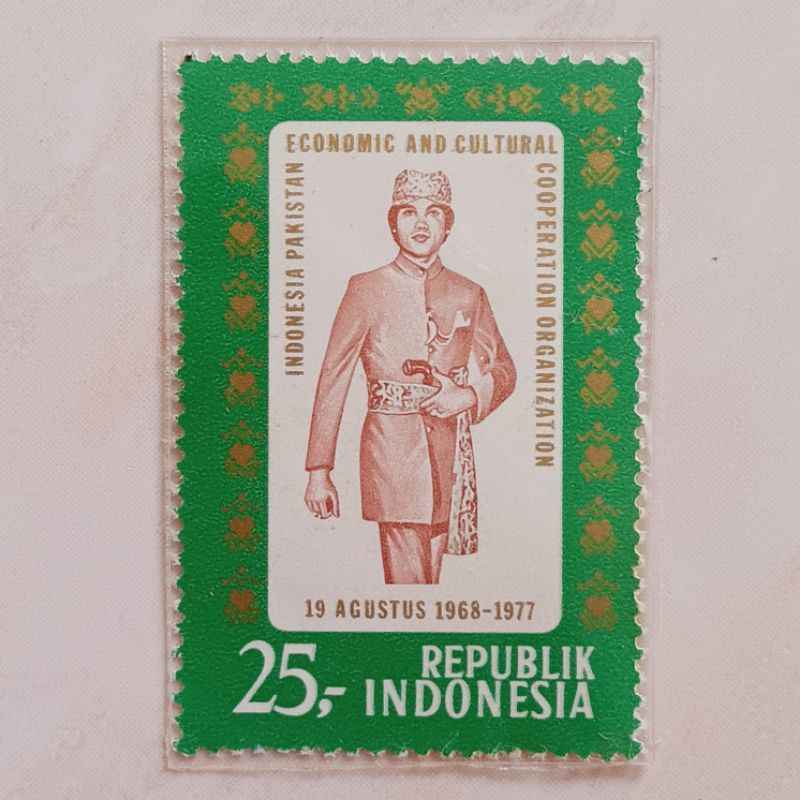 INDONESIA PAKISTAN
ECONOMIC AND CULTURAL
COOPERATION ORGANIZATION
19 AGUSTUS 1968-1977
25,-
REPUBLIK
INDONESIA